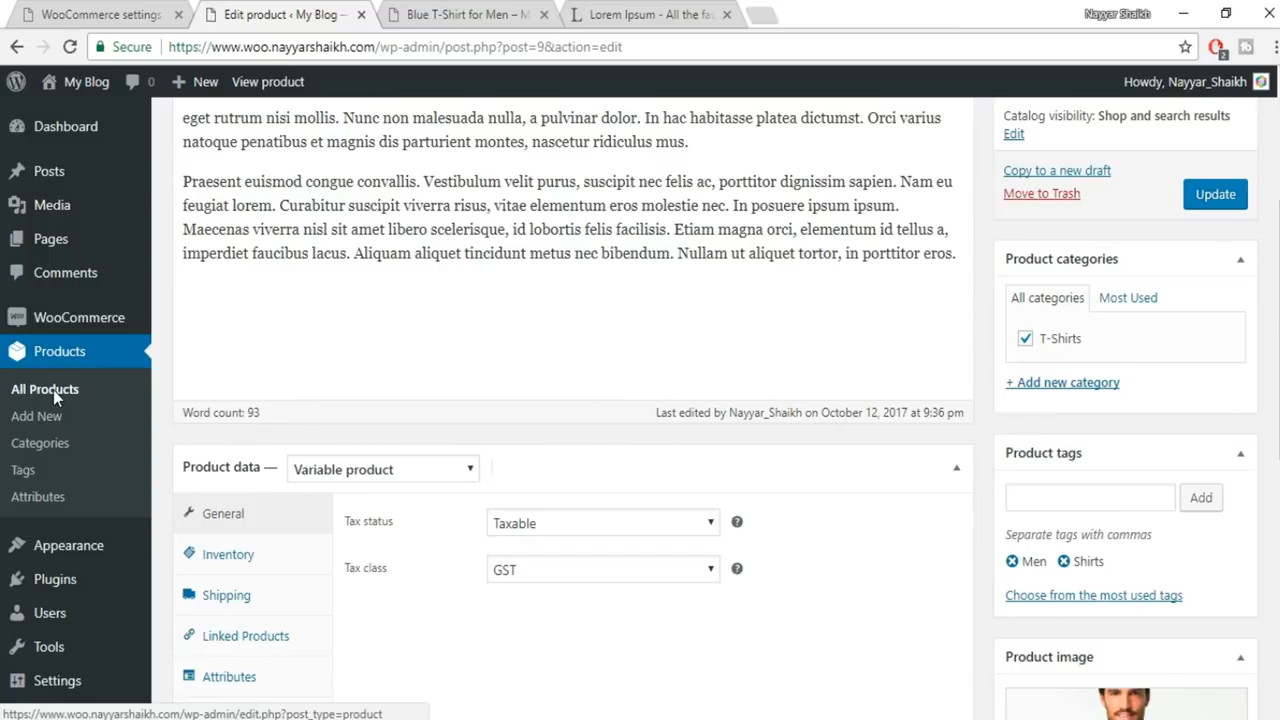 WooCommerce settings
Edit product ‹ My Blog —
Blue T-Shirt for Men – M
Lorem Ipsum - All the fa
Nayyar Shaikh
Secure
https://www.woo.nayyarshaikh.com/wp-admin/post.php?post=9&action=edit
2
My Blog
0
New
View product
Howdy, Nayyar_Shaikh
Dashboard
Posts
Media
Pages
Comments
WooCommerce
Products
All Products
Add New
Categories
Tags
Attributes
Appearance
Plugins
Users
Tools
Settings
eget rutrum nisi mollis. Nunc non malesuada nulla, a pulvinar dolor. In hac habitasse platea dictumst. Orci varius
natoque penatibus et magnis dis parturient montes, nascetur ridiculus mus.
Praesent euismod congue convallis. Vestibulum velit purus, suscipit nec felis ac, porttitor dignissim sapien. Nam eu
feugiat lorem. Curabitur suscipit viverra risus, vitae elementum eros molestie nec. In posuere ipsum ipsum.
Maecenas viverra nisl sit amet libero scelerisque, id lobortis felis facilisis. Etiam magna orci, elementum id tellus a,
imperdiet faucibus lacus. Aliquam aliquet tincidunt metus nec bibendum. Nullam ut aliquet tortor, in porttitor eros.
Word count: 93
Last edited by Nayyar_Shaikh on October 12, 2017 at 9:36 pm
Product data —
Variable product
General
Inventory
Shipping
Linked Products
Attributes
Tax status
Taxable
Tax class
GST
Catalog visibility: Shop and search results
Edit
Copy to a new draft
Move to Trash
Update
Product categories
All categories
Most Used
T-Shirts
+ Add new category
Product tags
Add
Separate tags with commas
Men
Shirts
Choose from the most used tags
Product image
https://www.woo.nayyarshaikh.com/wp-admin/edit.php?post_type=product